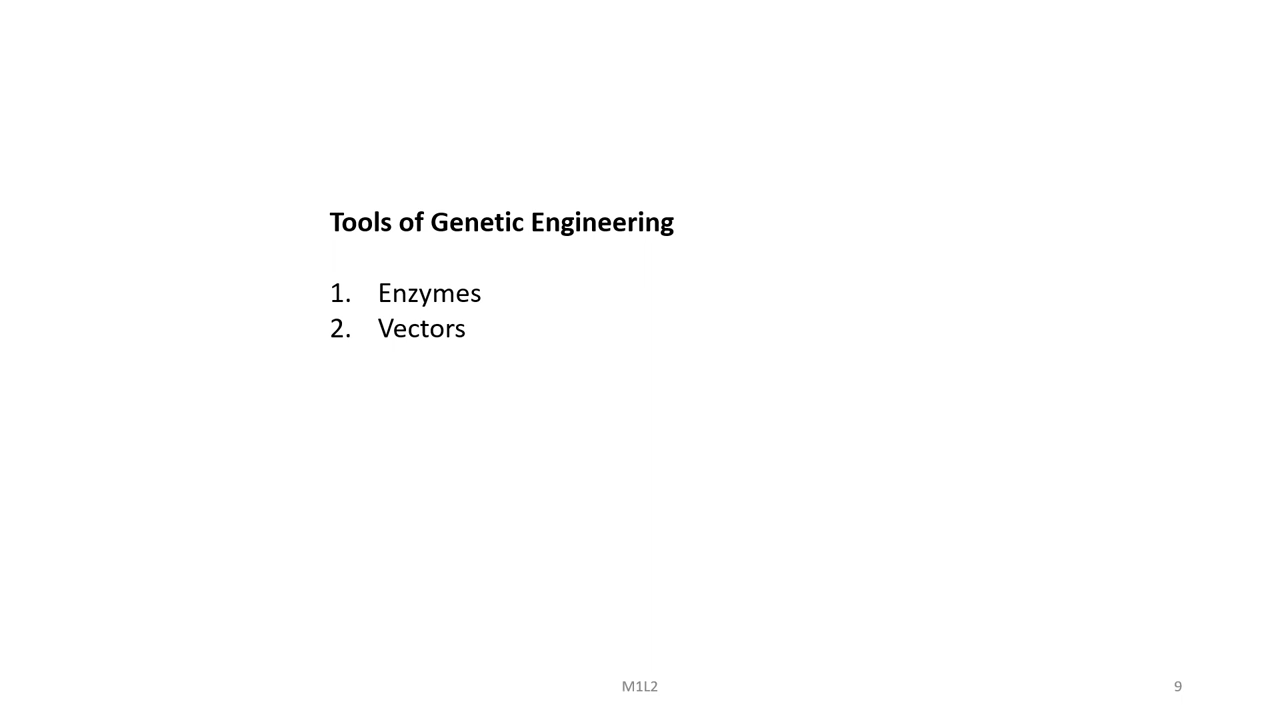 Tools of Genetic Engineering
1. Enzymes
2. Vectors
M1L2
9